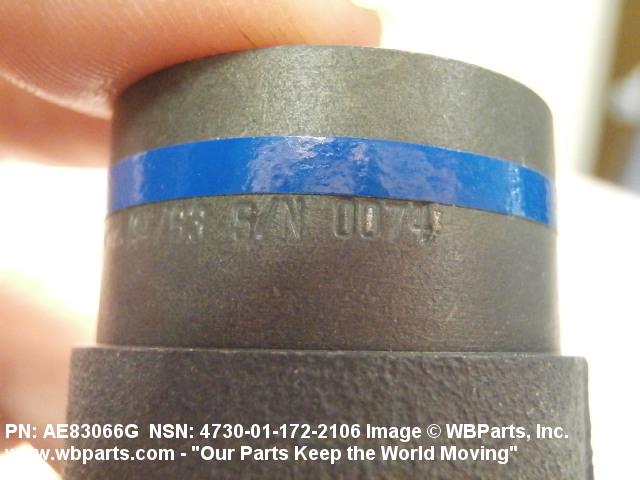 /83 S/N 0074
PN: AE83066G NSN: 4730-01-172-2106 Image © WBParts, Inc.
www.wbparts.com - "Our Parts Keep the World Moving"